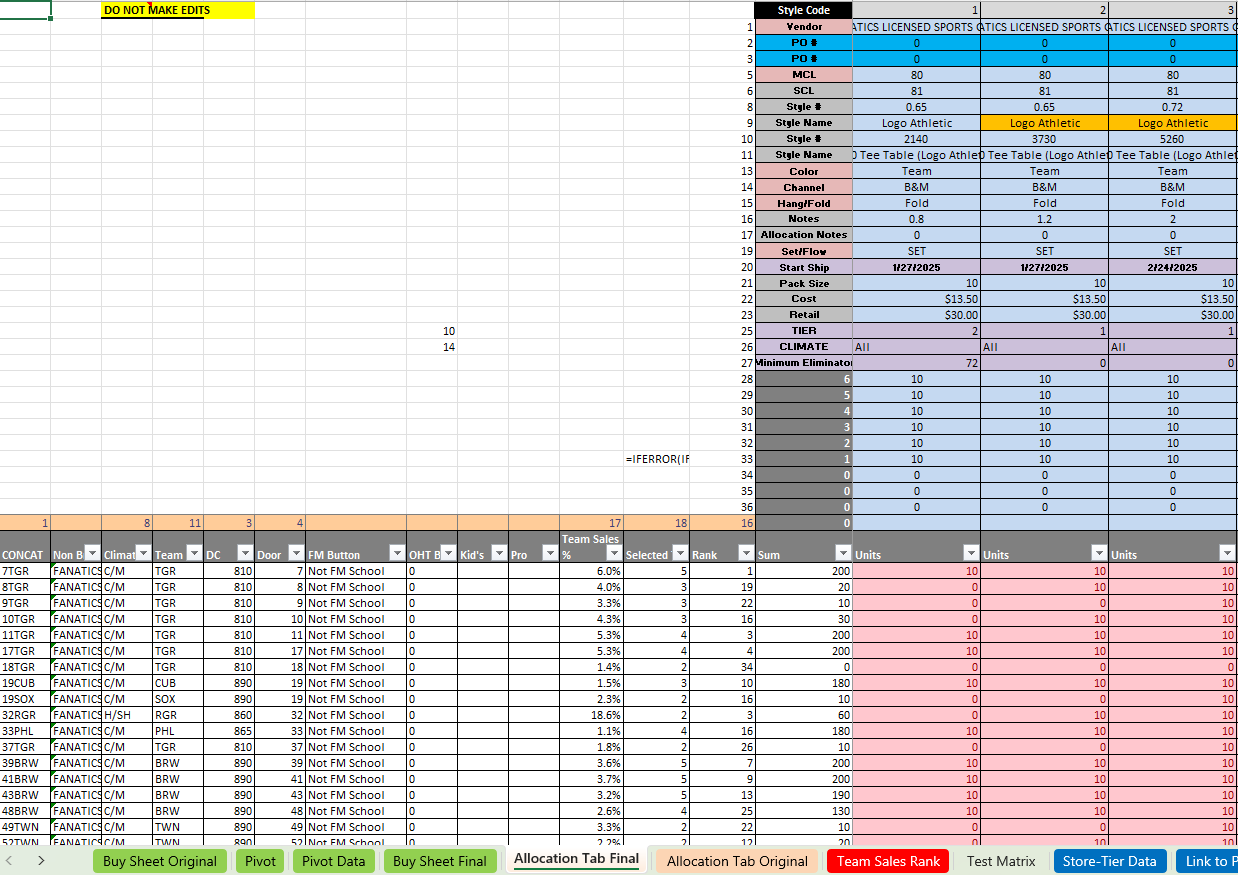 DO NOT MAKE EDITS Style Code 1 2 3
1 Vendor ATICS LICENSED SPORTS G ATICS LICENSED SPORTS G ATICS LICENSED SPORTS G
2 PO # 0 0 0
3 PO # 0 0 0
5 MCL 80 80 80
6 SCL 81 81 81
8 Style # 0.65 0.65 0.72
9 Style Name Logo Athletic Logo Athletic Logo Athletic
10 Style # 2140 3730 5260
11 Style Name 0 Tee Table (Logo Athlet 0 Tee Table (Logo Athlet 0 Tee Table (Logo Athlet
13 Color Team Team Team
14 Channel B&M B&M B&M
15 Hang/Fold Fold Fold Fold
16 Notes 0.8 1.2 2
17 Allocation Notes 0 0 0
19 Set/Flow SET SET SET
20 Start Ship 1/27/2025 1/27/2025 2/24/2025
21 Pack Size 10 10 10
22 Cost $13.50 $13.50 $13.50
23 Retail $30.00 $30.00 $30.00
10 25 TIER 2 1 1
14 26 CLIMATE All All All
27 Minimum Eliminator 72 0 0
28 6 10 10 10
29 5 10 10 10
30 4 10 10 10
31 3 10 10 10
32 2 10 10 10
=IFERROR(IF 33 1 10 10 10
34 0 0 0 0
35 0 0 0 0
36 0 0 0 0
1 8 11 3 4 17 18 16 0
CONCAT Non B Climat Team DC Door FM Button OHT B Kid's Pro Team Sales % Selected Rank Sum Units Units Units
7TGR FANATICS C/M TGR 810 7 Not FM School 0 6.0% 5 1 200 10 10 10
8TGR FANATICS C/M TGR 810 8 Not FM School 0 4.0% 3 19 20 0 10 10
9TGR FANATICS C/M TGR 810 9 Not FM School 0 3.3% 3 22 10 0 10 10
10TGR FANATICS C/M TGR 810 10 Not FM School 0 4.3% 3 16 30 0 10 10
11TGR FANATICS C/M TGR 810 11 Not FM School 0 5.3% 4 3 200 10 10 10
17TGR FANATICS C/M TGR 810 17 Not FM School 0 5.3% 4 4 200 10 10 10
18TGR FANATICS C/M TGR 810 18 Not FM School 0 1.4% 2 34 0 0 0 0
19CUB FANATICS C/M CUB 890 19 Not FM School 0 1.5% 3 10 180 10 10 10
19SOX FANATICS C/M SOX 890 19 Not FM School 0 2.3% 2 16 10 0 0 10
32RGR FANATICS H/SH RGR 860 32 Not FM School 0 18.6% 2 3 60 0 10 10
33PHL FANATICS C/M PHL 865 33 Not FM School 0 1.1% 4 16 180 10 10 10
37TGR FANATICS C/M TGR 810 37 Not FM School 0 1.8% 2 26 10 0 0 10
39BRW FANATICS C/M BRW 890 39 Not FM School 0 3.6% 5 7 200 10 10 10
41BRW FANATICS C/M BRW 890 41 Not FM School 0 3.7% 5 9 200 10 10 10
43BRW FANATICS C/M BRW 890 43 Not FM School 0 3.2% 5 13 190 10 10 10
48BRW FANATICS C/M BRW 890 48 Not FM School 0 2.6% 4 25 130 10 10 10
49TWN FANATICS C/M TWN 890 49 Not FM School 0 3.3% 2 22 10 0 0 10
52TWN FANATICS C/M TWN 890 52 Not FM School 0 2.2% 2 12 20 0 10 10
Buy Sheet Original Pivot Pivot Data Buy Sheet Final Allocation Tab Final Allocation Tab Original Team Sales Rank Test Matrix Store-Tier Data Link to P